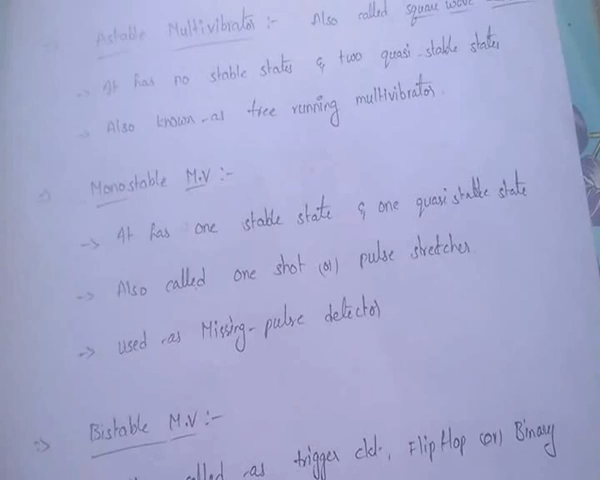 Astable Multivibrator :- Also called square wave
-> It has no stable states & two quasi-stable states
-> Also known as free running multivibrator.
-> Monostable M.V :-
-> It has one stable state & one quasi stable state
-> Also called one shot (or) pulse stretcher
-> used as Missing-pulse detector
=> Bistable M.V :-
called as trigger ckt., Flip Flop (or) Binary